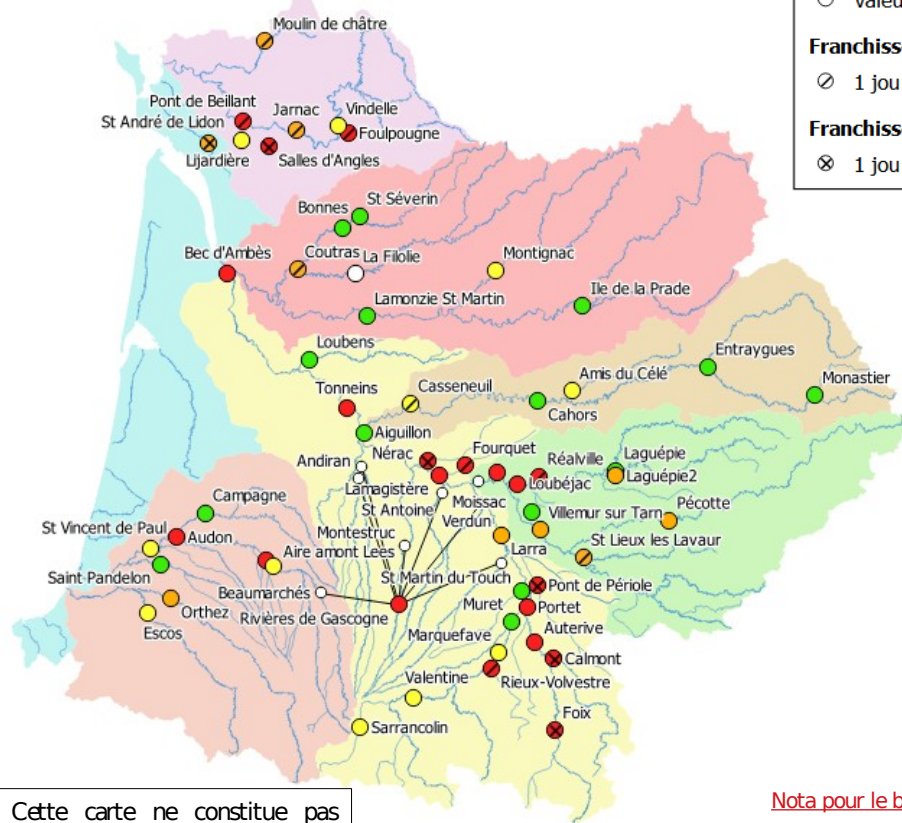 Valeu
Franchiss
1 jou
Franchiss
1 jou
Moulin de châtre
Pont de Beillant
Jarnac
Vindelle
St André de Lidon
Foulpougne
Lijardière
Salles d'Angles
Bonnes
St Séverin
Bec d'Ambès
Coutras
La Filolie
Montignac
Lamonzie St Martin
Ile de la Prade
Loubens
Entraygues
Tonneins
Casseneuil
Amis du Célé
Monastier
Cahors
Aiguillon
Andiran
Nérac
Fourquet
Réalville
Laguépie
Lamagistère
Loubéjac
Laguépie2
St Antoine
Moissac
Campagne
Verdun
Villemur sur Tarn
Pécotte
St Vincent de Paul
Audon
Montestruc
Larra
St Lieux les Lavaur
Aire amont Lees
Saint Pandelon
St Martin du Touch
Pont de Périole
Beaumarchés
Orthez
Rivières de Gascogne
Muret
Portet
Escos
Marquefave
Auterive
Calmont
Valentine
Rieux-Volvestre
Foix
Sarrancolin
Cette carte ne constitue pas
Nota pour le b